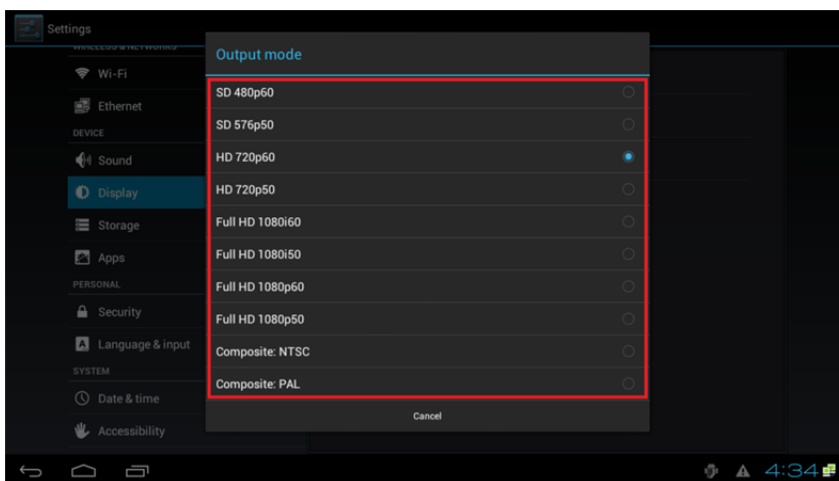 Settings
WIRELESS & NETWORKS
Wi-Fi
Ethernet
DEVICE
Sound
Display
Storage
Apps
PERSONAL
Security
Language & input
SYSTEM
Date & time
Accessibility
Output mode
SD 480p60
SD 576p50
HD 720p60
HD 720p50
Full HD 1080i60
Full HD 1080i50
Full HD 1080p60
Full HD 1080p50
Composite: NTSC
Composite: PAL
Cancel
4:34